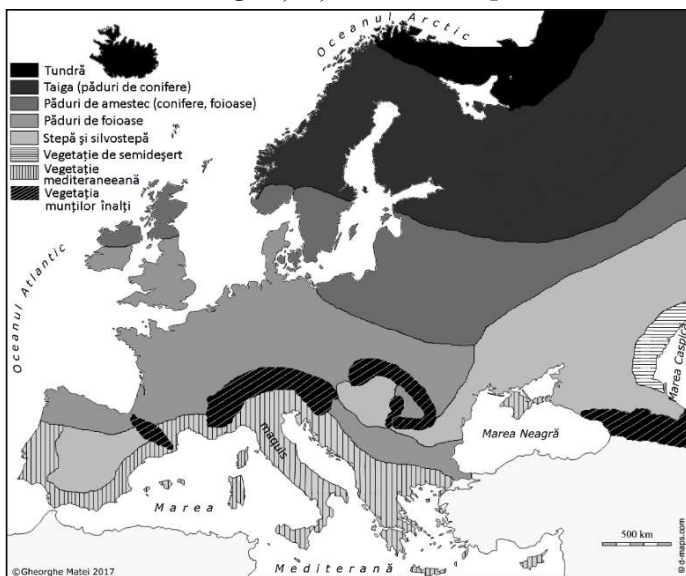 Oceanul Arctic
Tundră
Taiga (păduri de conifere)
Păduri de amestec (conifere, foioase)
Păduri de foioase
Stepă și silvostepă
Vegetație de semideșert
Vegetație
mediteraneeană
Vegetația
munților înalți
Oceanul Atlantic
Marea Caspică
Marea Neagră
maquis
Marea
Mediterană
500 km
©Gheorghe Matei 2017
© d-maps.com